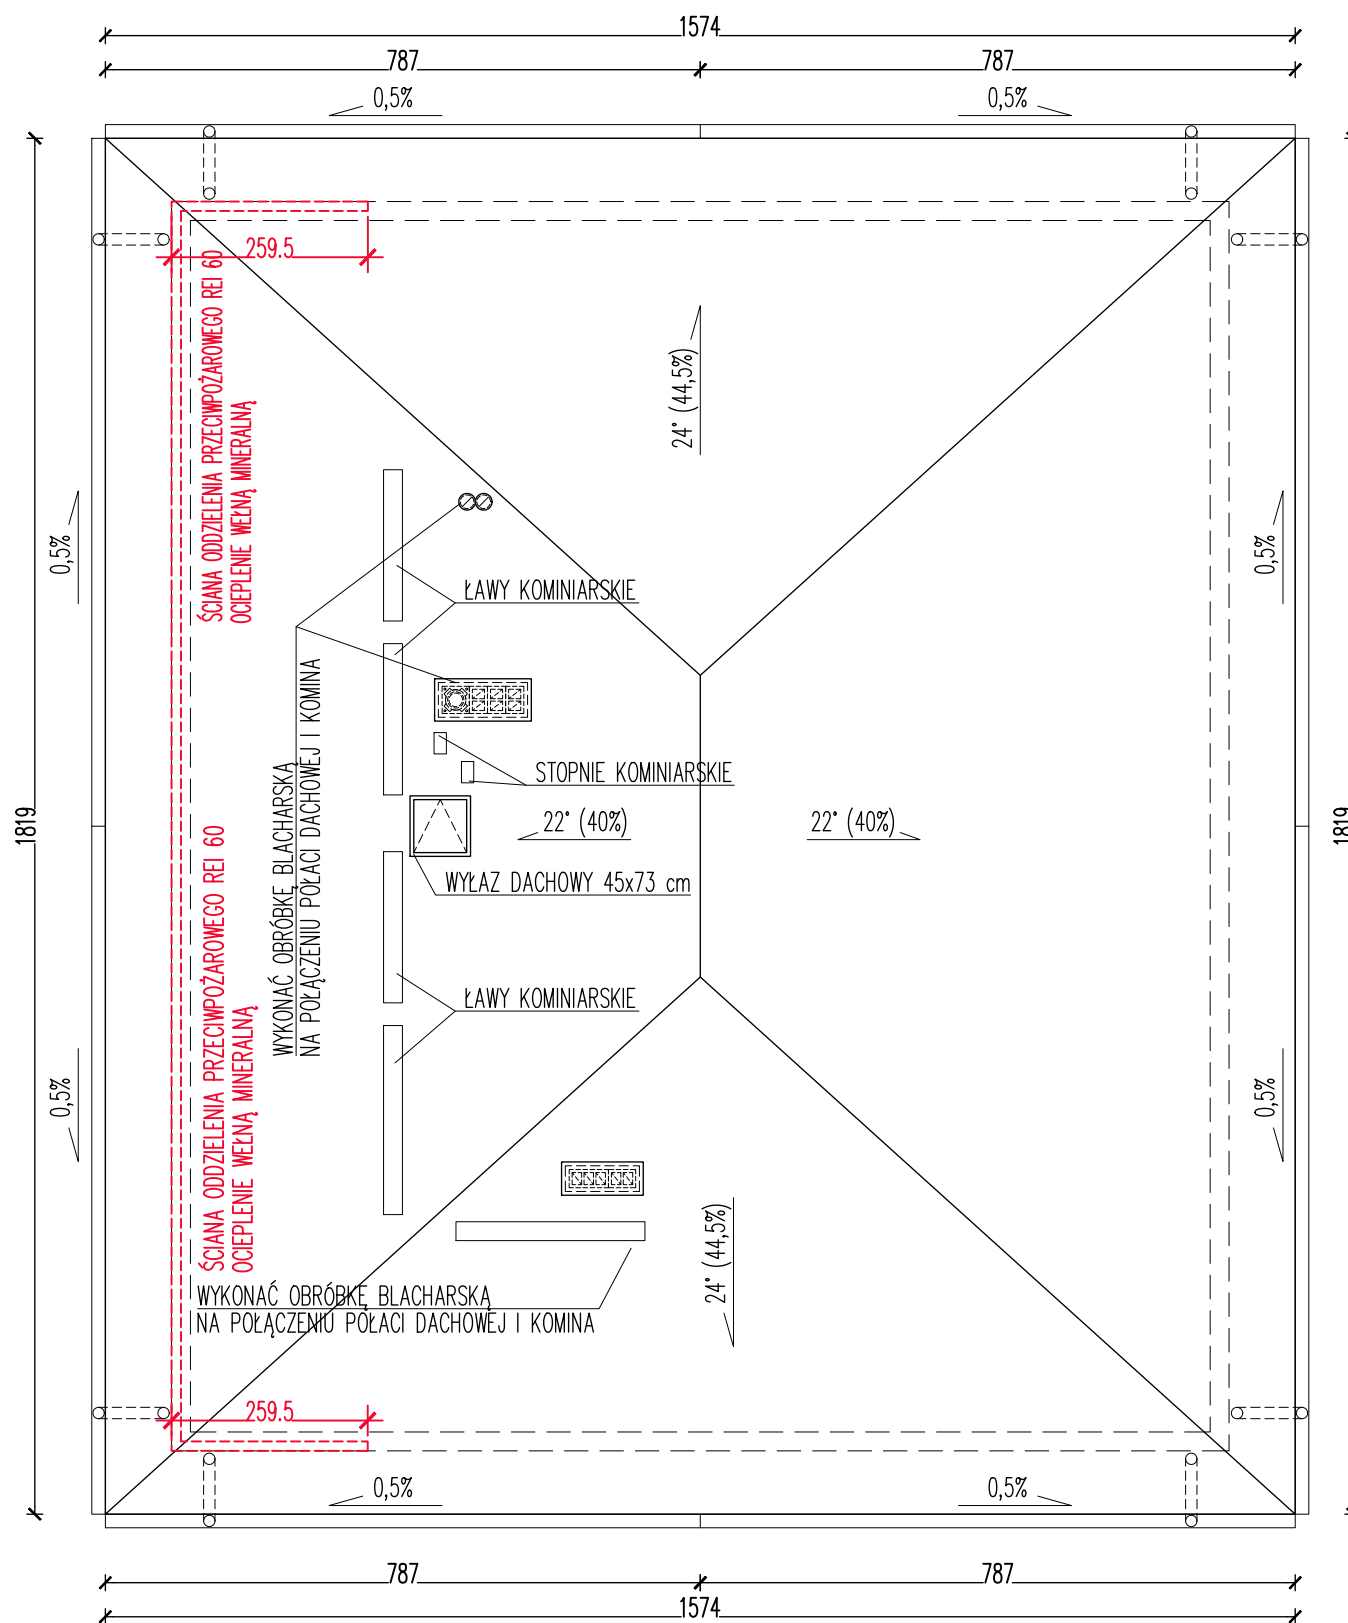 1574
787
787
0,5%
0,5%
259.5
ŚCIANA ODDZIELENIA PRZECIWPOŻAROWEGO REI 60
OCIEPLENIE WEŁNĄ MINERALNĄ
24° (44,5%)
0,5%
0,5%
ŁAWY KOMINIARSKIE
WYKONAĆ OBRÓBKĘ BLACHARSKĄ
NA POŁĄCZENIU POŁACI DACHOWEJ I KOMINA
STOPNIE KOMINIARSKIE
1819
22° (40%)
22° (40%)
1819
WYŁAZ DACHOWY 45x73 cm
ŚCIANA ODDZIELENIA PRZECIWPOŻAROWEGO REI 60
OCIEPLENIE WEŁNĄ MINERALNĄ
ŁAWY KOMINIARSKIE
0,5%
0,5%
24° (44,5%)
WYKONAĆ OBRÓBKĘ BLACHARSKĄ
NA POŁĄCZENIU POŁACI DACHOWEJ I KOMINA
259.5
0,5%
0,5%
787
787
1574